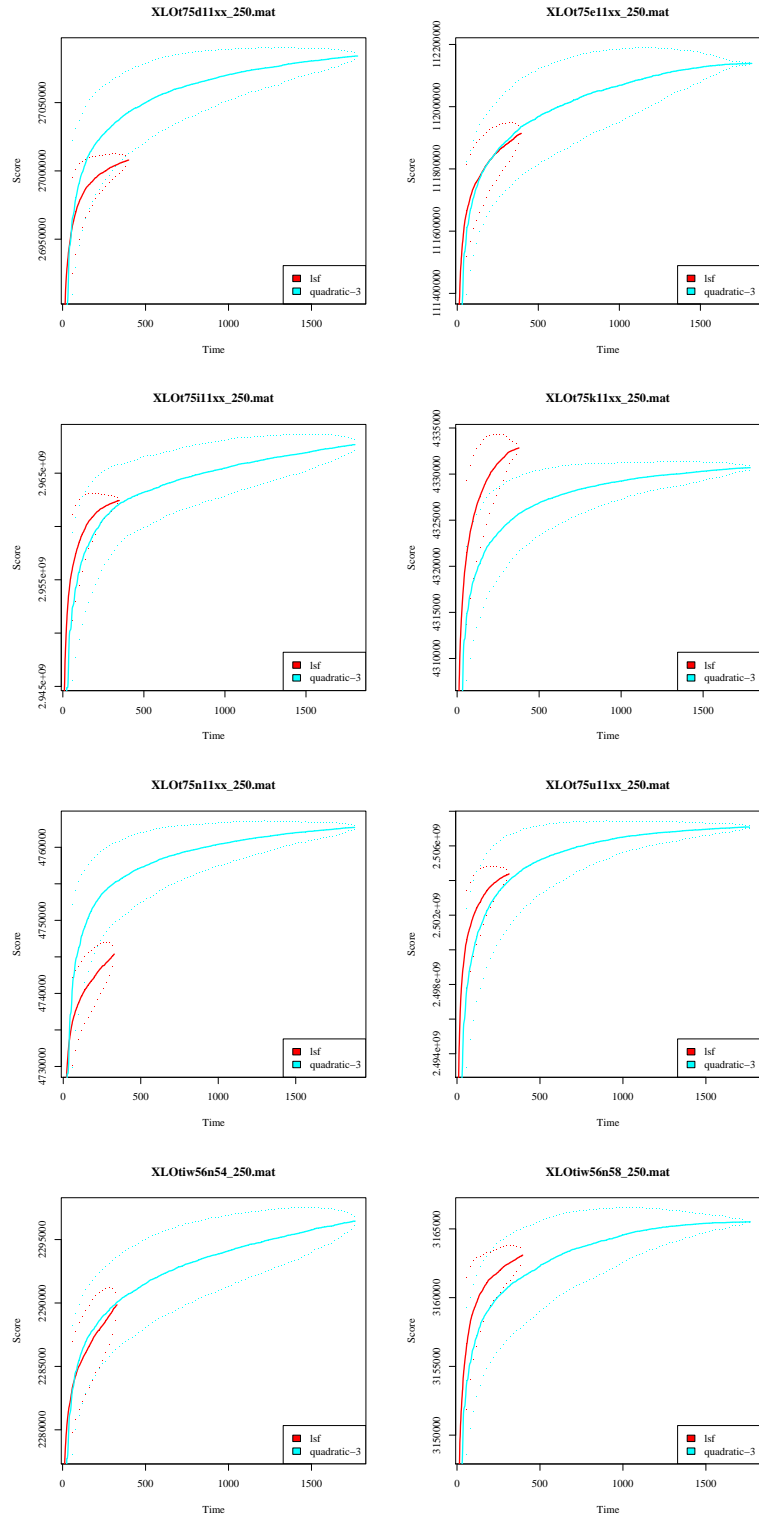 XLOt75d11xx_250.mat
Score
26950000
27000000
27050000
0
500
1000
1500
Time
lsf
quadratic−3
XLOt75e11xx_250.mat
Score
111400000
111600000
111800000
112000000
112200000
0
500
1000
1500
Time
lsf
quadratic−3
XLOt75i11xx_250.mat
Score
2.945e+09
2.955e+09
2.965e+09
0
500
1000
1500
Time
lsf
quadratic−3
XLOt75k11xx_250.mat
Score
4310000
4315000
4320000
4325000
4330000
4335000
0
500
1000
1500
Time
lsf
quadratic−3
XLOt75n11xx_250.mat
Score
4730000
4740000
4750000
4760000
0
500
1000
1500
Time
lsf
quadratic−3
XLOt75u11xx_250.mat
Score
2.494e+09
2.498e+09
2.502e+09
2.506e+09
0
500
1000
1500
Time
lsf
quadratic−3
XLOtiw56n54_250.mat
Score
2280000
2285000
2290000
2295000
0
500
1000
1500
Time
lsf
quadratic−3
XLOtiw56n58_250.mat
Score
3150000
3155000
3160000
3165000
0
500
1000
1500
Time
lsf
quadratic−3